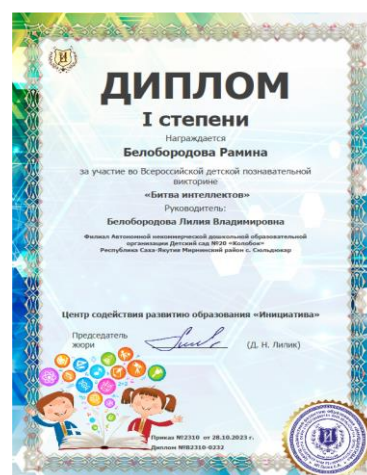 ДИПЛОМ
I степени
Награждается
Белобородова Рамина
за участие во Всероссийской детской познавательной
викторине
«Битва интеллектов»
Руководитель:
Белобородова Лилия Владимировна
Филиал Автономной некоммерческой дошкольной образовательной
организации Детский сад №20 «Колобок»
Республика Саха-Якутия Мирнинский район с. Сюльдюкар
Центр содействия развитию образования «Инициатива»
Председатель
жюри
(Д. Н. Лилик)
Приказ №2310 от 28.10.2023 г.
Диплом №В2310-0232